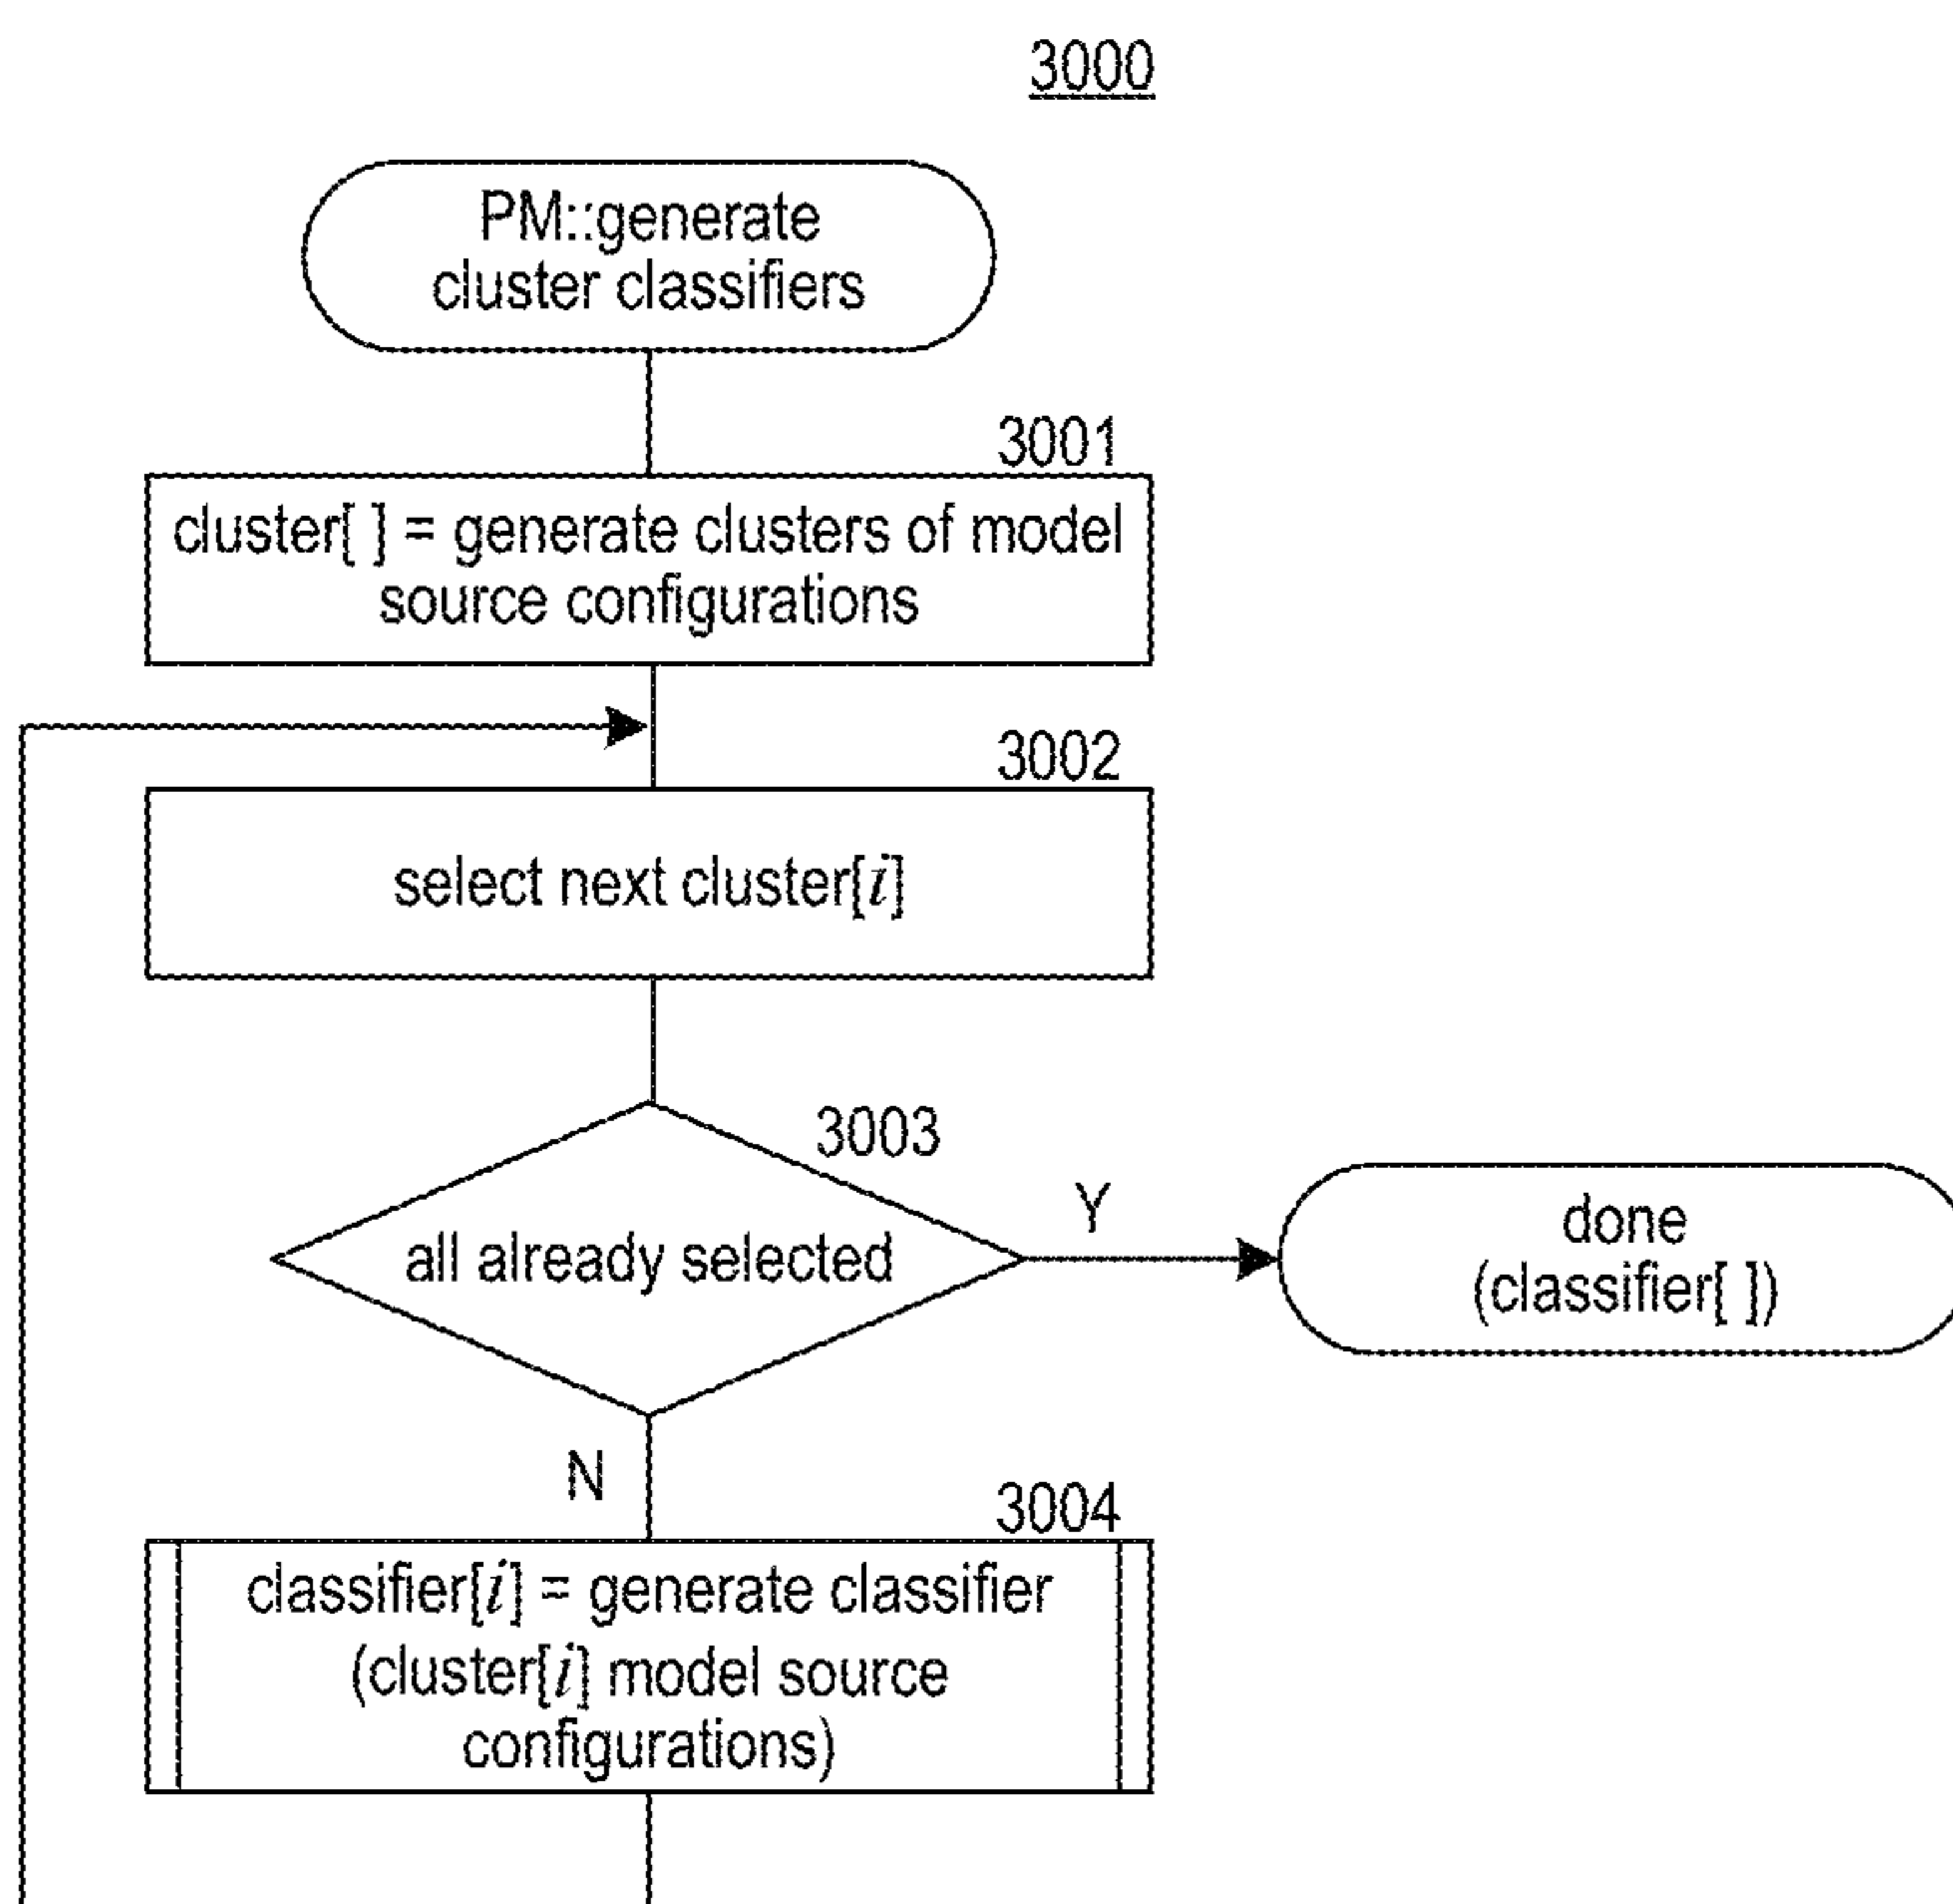 3000
PM::generate
cluster classifiers
3001
cluster[ ] = generate clusters of model
source configurations
3002
select next cluster[i]
3003
all already selected
Y
done
(classifier[ ])
N
3004
classifier[i] = generate classifier
(cluster[i] model source
configurations)